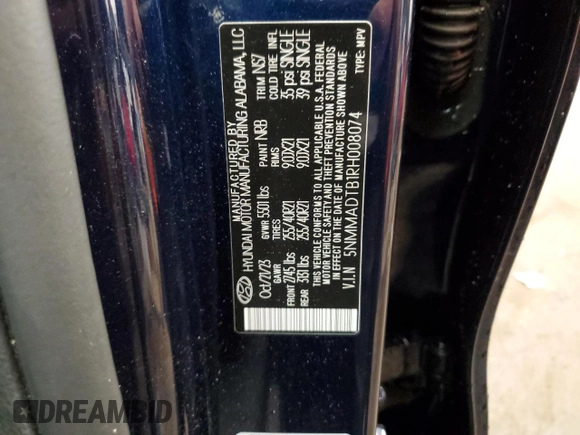 MANUFACTURED BY
HYUNDAI MOTOR MANUFACTURING ALABAMA, LLC
Oct/20/23 GVWR 5501 lbs PAINT NRB TRIM NS7
GAWR TIRES RIMS COLD TIRE INFL
FRONT 2745 lbs 255/40R21 9.0JX21 35 psi SINGLE
REAR 3181 lbs 255/40R21 9.0JX21 39 psi SINGLE
THIS VEHICLE CONFORMS TO ALL APPLICABLE U.S.A. FEDERAL
MOTOR VEHICLE SAFETY AND THEFT PREVENTION STANDARDS
IN EFFECT ON THE DATE OF MANUFACTURE SHOWN ABOVE
V.I.N 5NMMADTB1RH008074 TYPE: MPV
DREAMBID